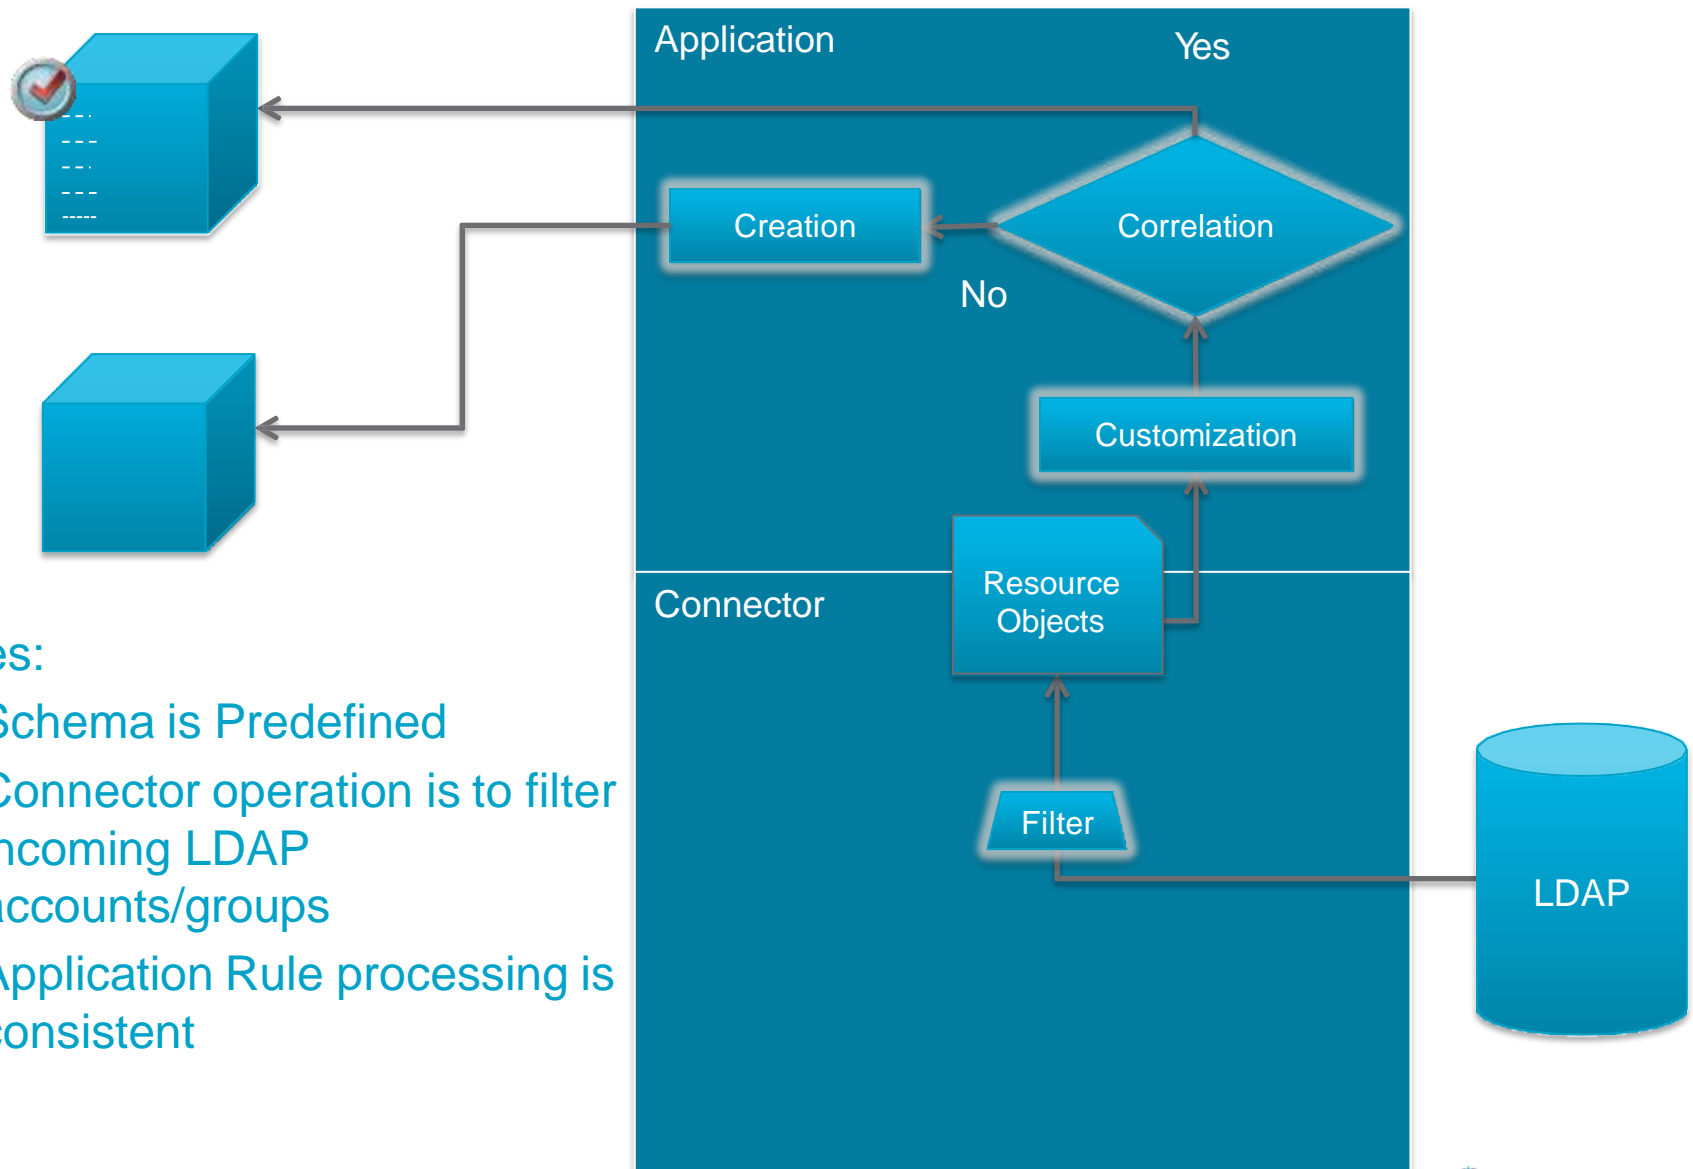 Application
Yes
Creation
Correlation
No
Customization
Resource
Objects
Connector
es:
Schema is Predefined
Connector operation is to filter
ncoming LDAP
accounts/groups
Application Rule processing is
consistent
Filter
LDAP